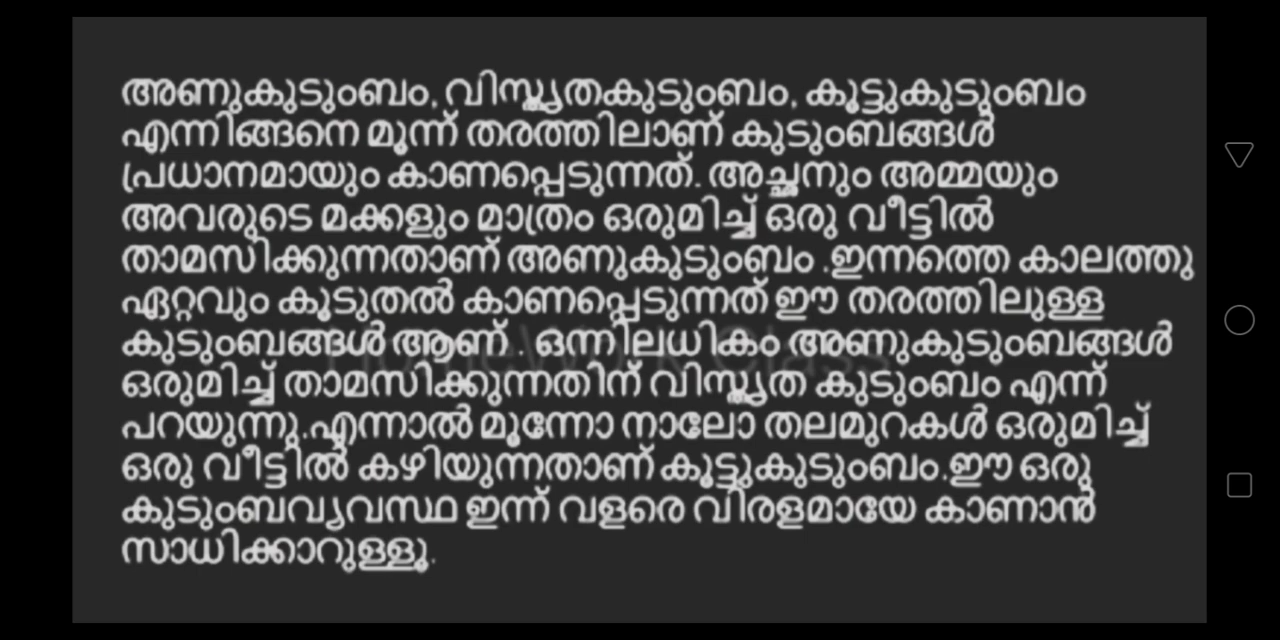 അണുകുടുംബം, വിസ്തൃതകുടുംബം, കൂട്ടുകുടുംബം
എന്നിങ്ങനെ മൂന്ന് തരത്തിലാണ് കുടുംബങ്ങൾ
പ്രധാനമായും കാണപ്പെടുന്നത്. അച്ഛനും അമ്മയും
അവരുടെ മക്കളും മാത്രം ഒരുമിച്ച് ഒരു വീട്ടിൽ
താമസിക്കുന്നതാണ് അണുകുടുംബം .ഇന്നത്തെ കാലത്തു
ഏറ്റവും കൂടുതൽ കാണപ്പെടുന്നത് ഈ തരത്തിലുള്ള
കുടുംബങ്ങൾ ആണ് . ഒന്നിലധികം അണുകുടുംബങ്ങൾ
HomeWork Class
ഒരുമിച്ച് താമസിക്കുന്നതിന് വിസ്തൃത കുടുംബം എന്ന്
പറയുന്നു.എന്നാൽ മൂന്നോ നാലോ തലമുറകൾ ഒരുമിച്ച്
ഒരു വീട്ടിൽ കഴിയുന്നതാണ് കൂട്ടുകുടുംബം.ഈ ഒരു
കുടുംബവ്യവസ്ഥ ഇന്ന് വളരെ വിരളമായേ കാണാൻ
സാധിക്കാറുള്ളൂ.